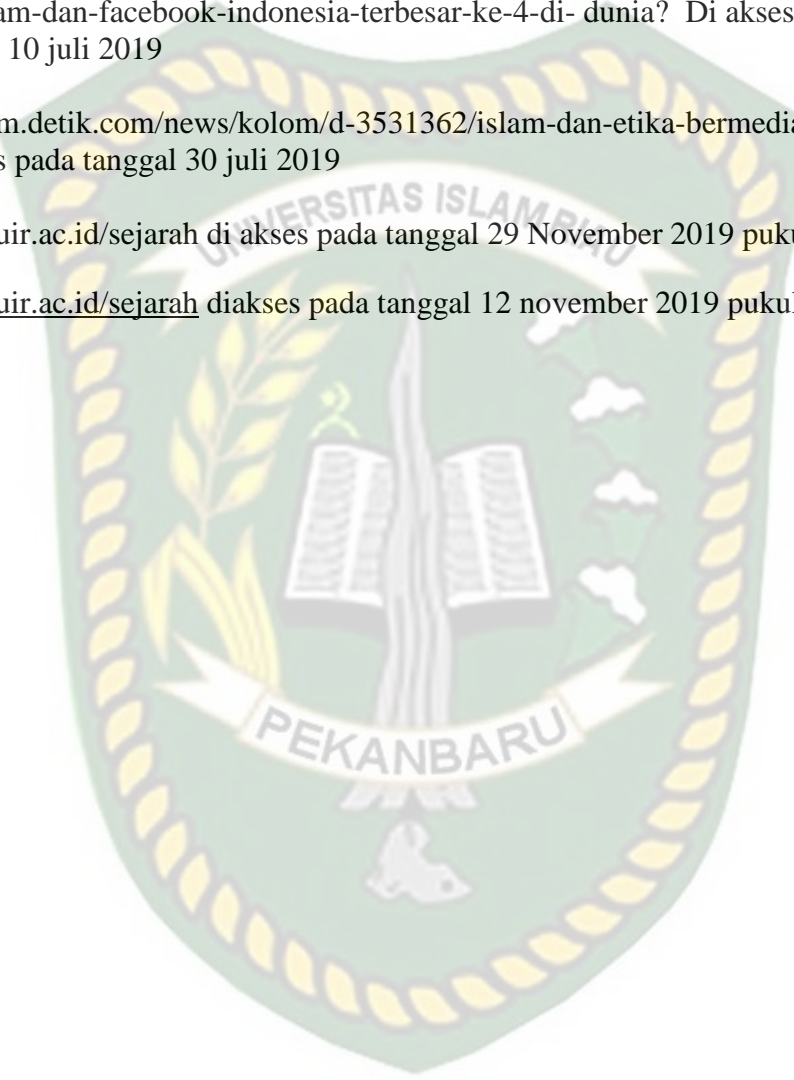 am-dan-facebook-indonesia-terbesar-ke-4-di- dunia? Di akses
10 juli 2019
m.detik.com/news/kolom/d-3531362/islam-dan-etika-bermedia
pada tanggal 30 juli 2019
UNIVERSITAS ISLAM RIAU
uir.ac.id/sejarah di akses pada tanggal 29 November 2019
uir.ac.id/sejarah diakses pada tanggal 12 november 2019
PEKANBARU